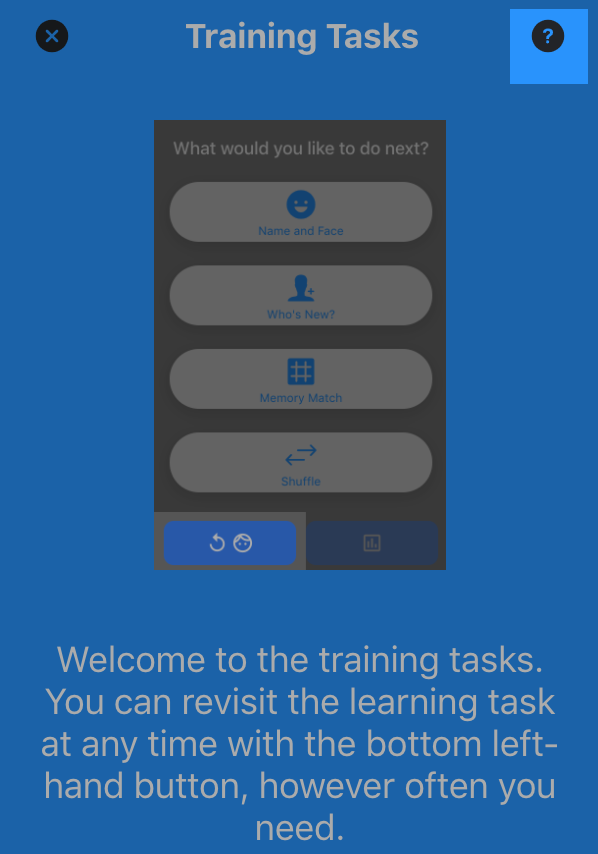 Training Tasks
?
What would you like to do next?
Name and Face
Who's New?
Memory Match
Shuffle
Welcome to the training tasks.
You can revisit the learning task
at any time with the bottom left-
hand button, however often you
need.